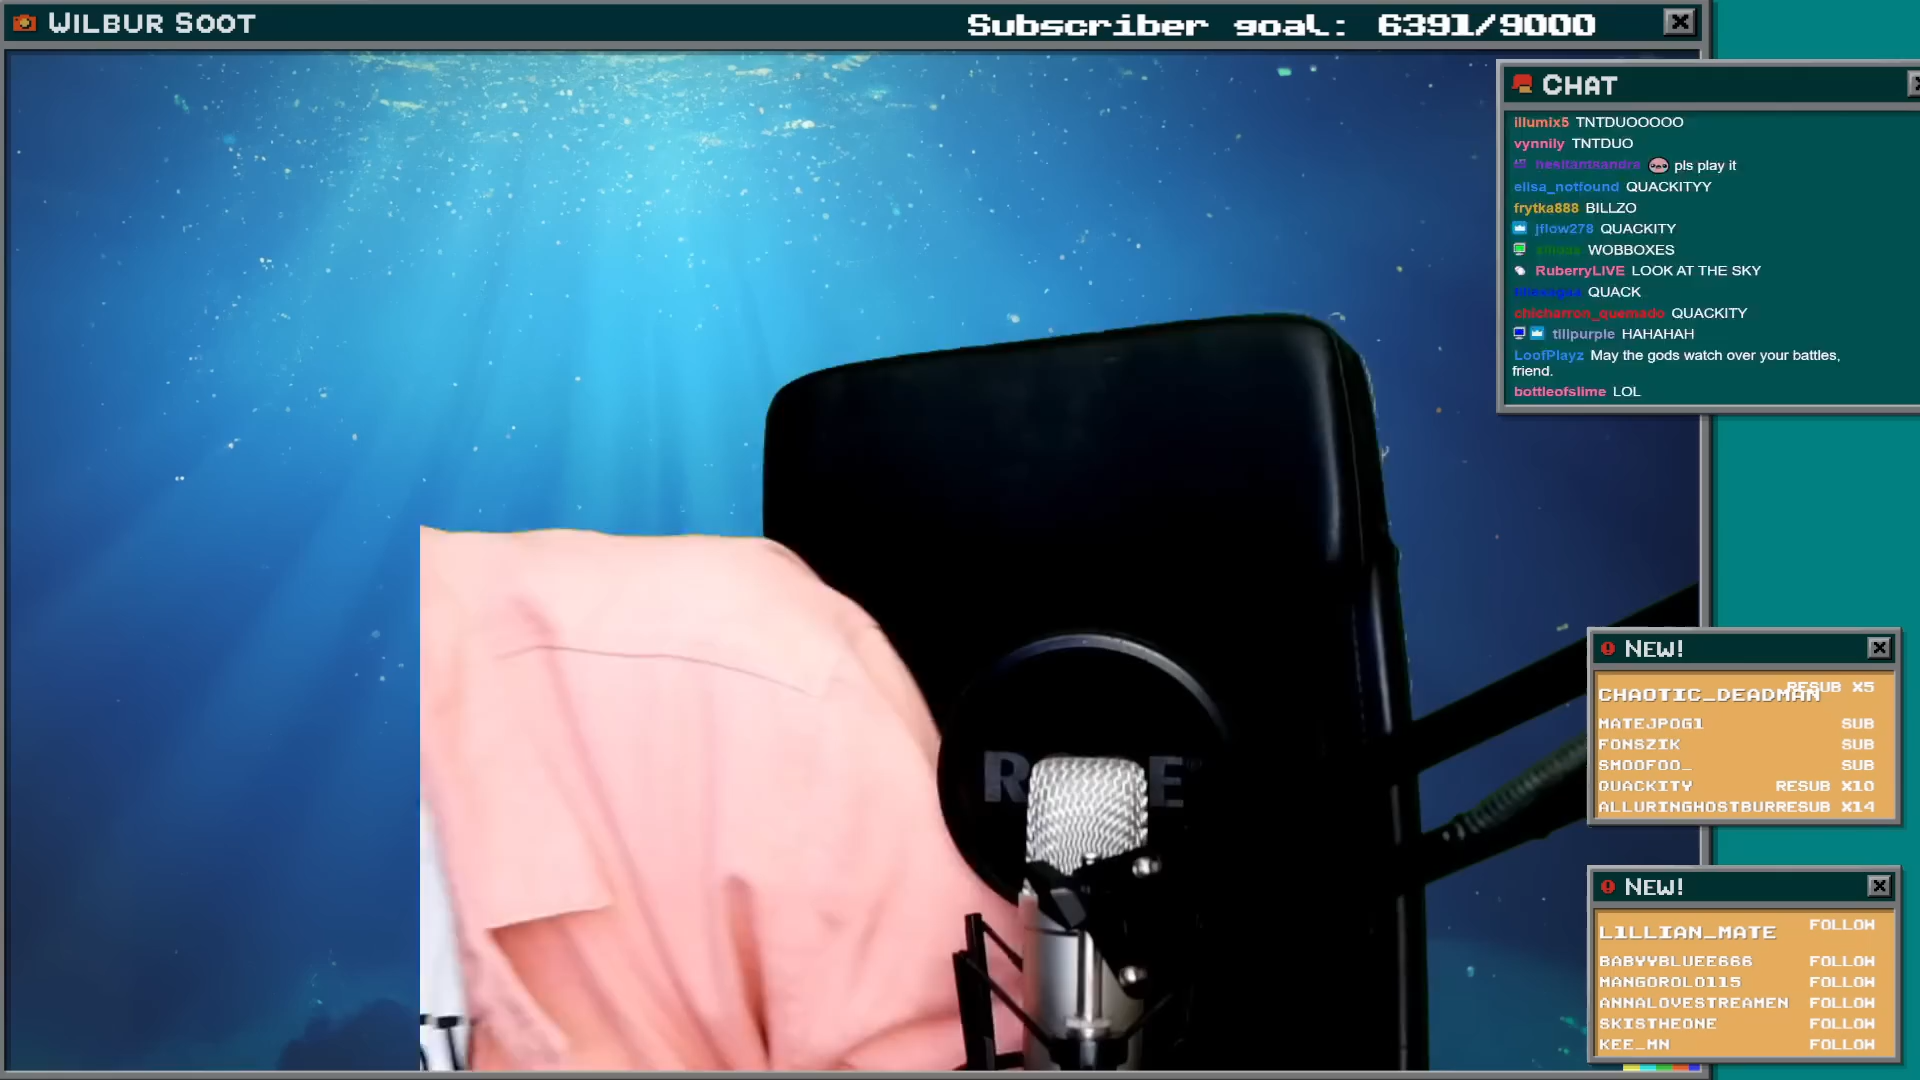 WILBUR SOOT
Subscriber goal: 6391/9000
CHAT
illumix5 TNTDUOOOOO
vynnily TNTDUO
hesitantsandra pls play it
elisa_notfound QUACKITYY
frytka888 BILLZO
jflow278 QUACKITY
WOBBOXES
RuberryLIVE LOOK AT THE SKY
QUACK
chicharron_quemado QUACKITY
tillpurple HAHAHAH
LoofPlayz May the gods watch over your battles,
friend.
bottleofslime LOL
R E
NEW!
CHAOTIC_DEADMAN RESUB X5
MATEJPOG1 SUB
FONSZIK SUB
SMOOFOO_ SUB
QUACKITY RESUB X10
ALLURINGHOSTBURRESUB X14
NEW!
L1LLIAN_MATE FOLLOW
BABYYBLUEE666 FOLLOW
MANGOROLO115 FOLLOW
ANNALOVESTREAMEN FOLLOW
SKISTHEONE FOLLOW
KEE_MN FOLLOW